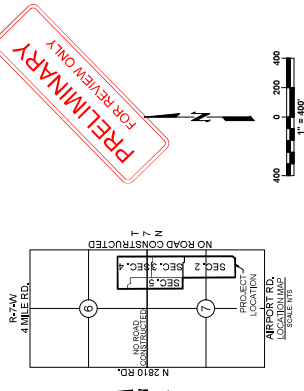 PRELIMINARY
FOR REVIEW ONLY
N
400
200
0
400
1" = 400'
R-7-W
4 MILE RD.
NO ROAD CONSTRUCTED
T
7
N
6
SEC. 4
SEC. 3
SEC. 2
SEC. 5
NO ROAD
CONSTRUCTED
7
N 2810 RD.
PROJECT
LOCATION
AIRPORT RD.
LOCATION MAP
SCALE: NTS